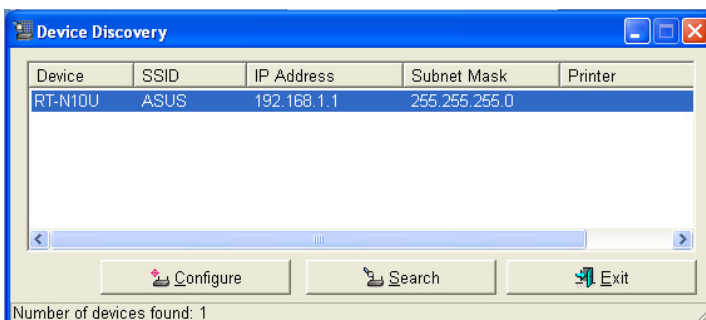 Device Discovery
Device SSID IP Address Subnet Mask Printer
RT-N10U ASUS 192.168.1.1 255.255.255.0
Configure Search Exit
Number of devices found: 1